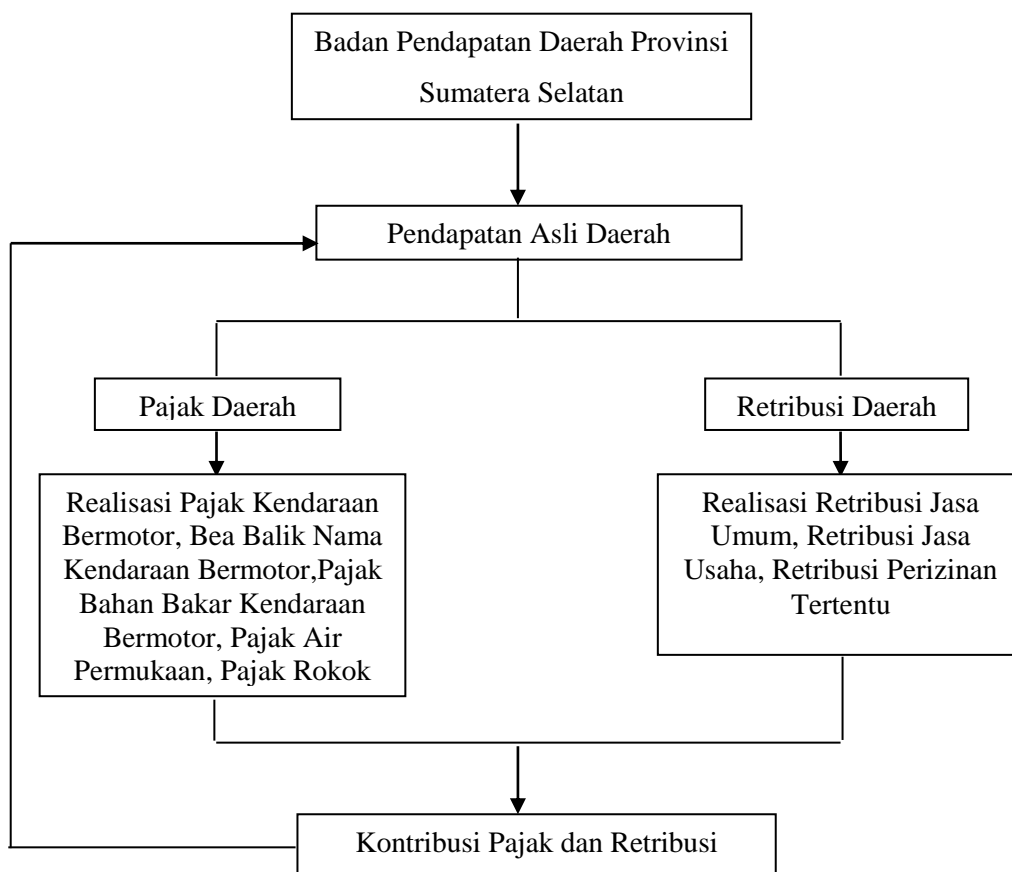 Badan Pendapatan Daerah Provinsi
Sumatera Selatan
Pendapatan Asli Daerah
Pajak Daerah
Retribusi Daerah
Realisasi Pajak Kendaraan
Bermotor, Bea Balik Nama
Kendaraan Bermotor,Pajak
Bahan Bakar Kendaraan
Bermotor, Pajak Air
Permukaan, Pajak Rokok
Realisasi Retribusi Jasa
Umum, Retribusi Jasa
Usaha, Retribusi Perizinan
Tertentu
Kontribusi Pajak dan Retribusi